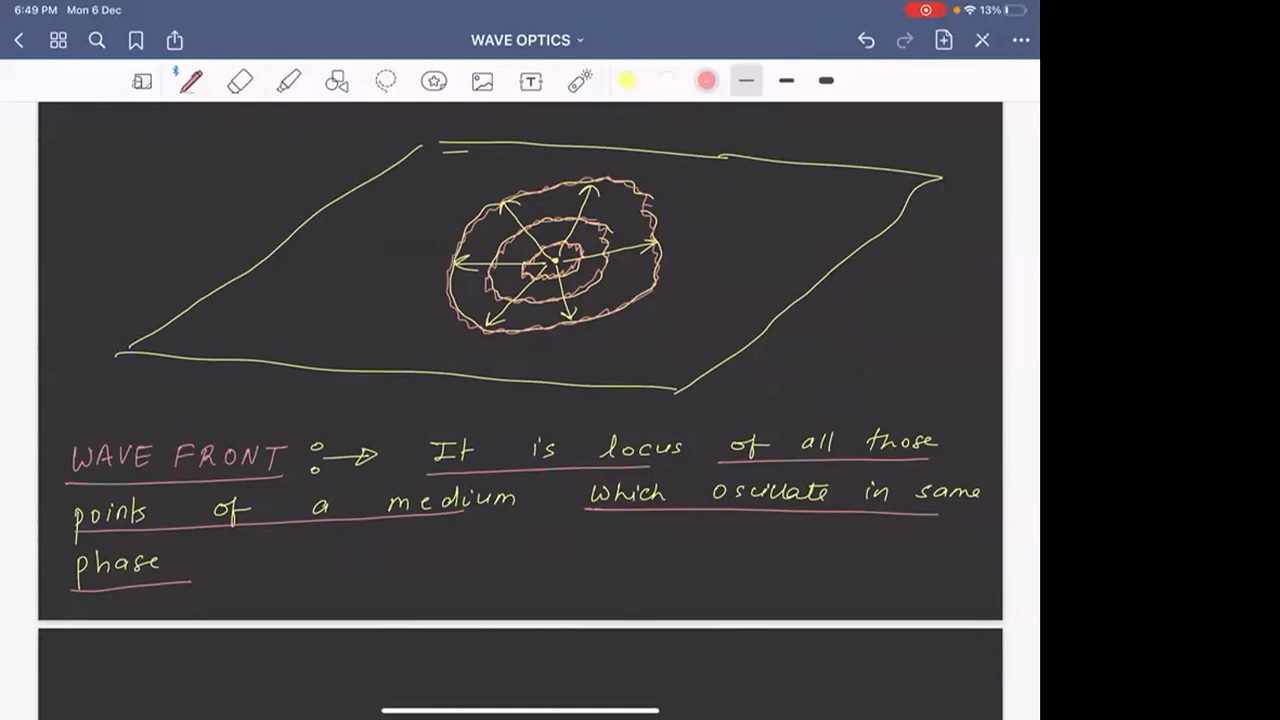 6:49 PM Mon 6 Dec
13%
WAVE OPTICS
T
WAVE FRONT : → It is locus of all those
points of a medium which oscillate in same
phase